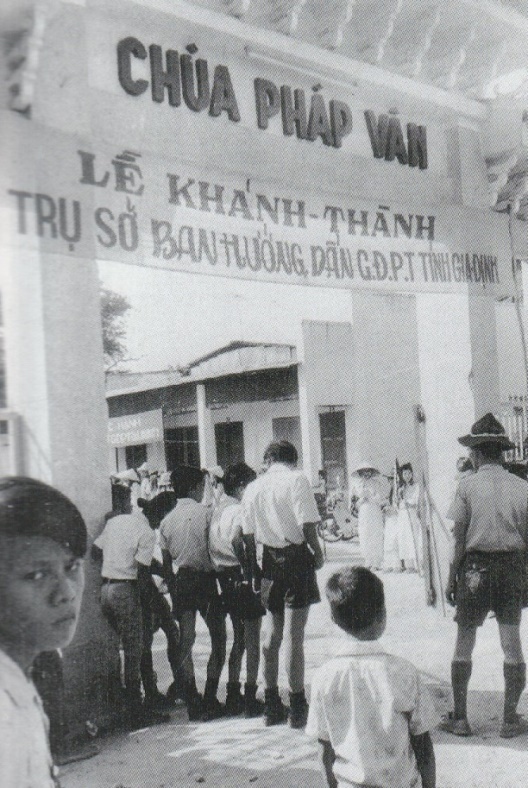 CHÙA PHÁP VÂN
LỄ KHÁNH-THÀNH
TRỤ SỞ BAN HƯỚNG DẪN G.Đ.P.T TỈNH GIA-ĐỊNH